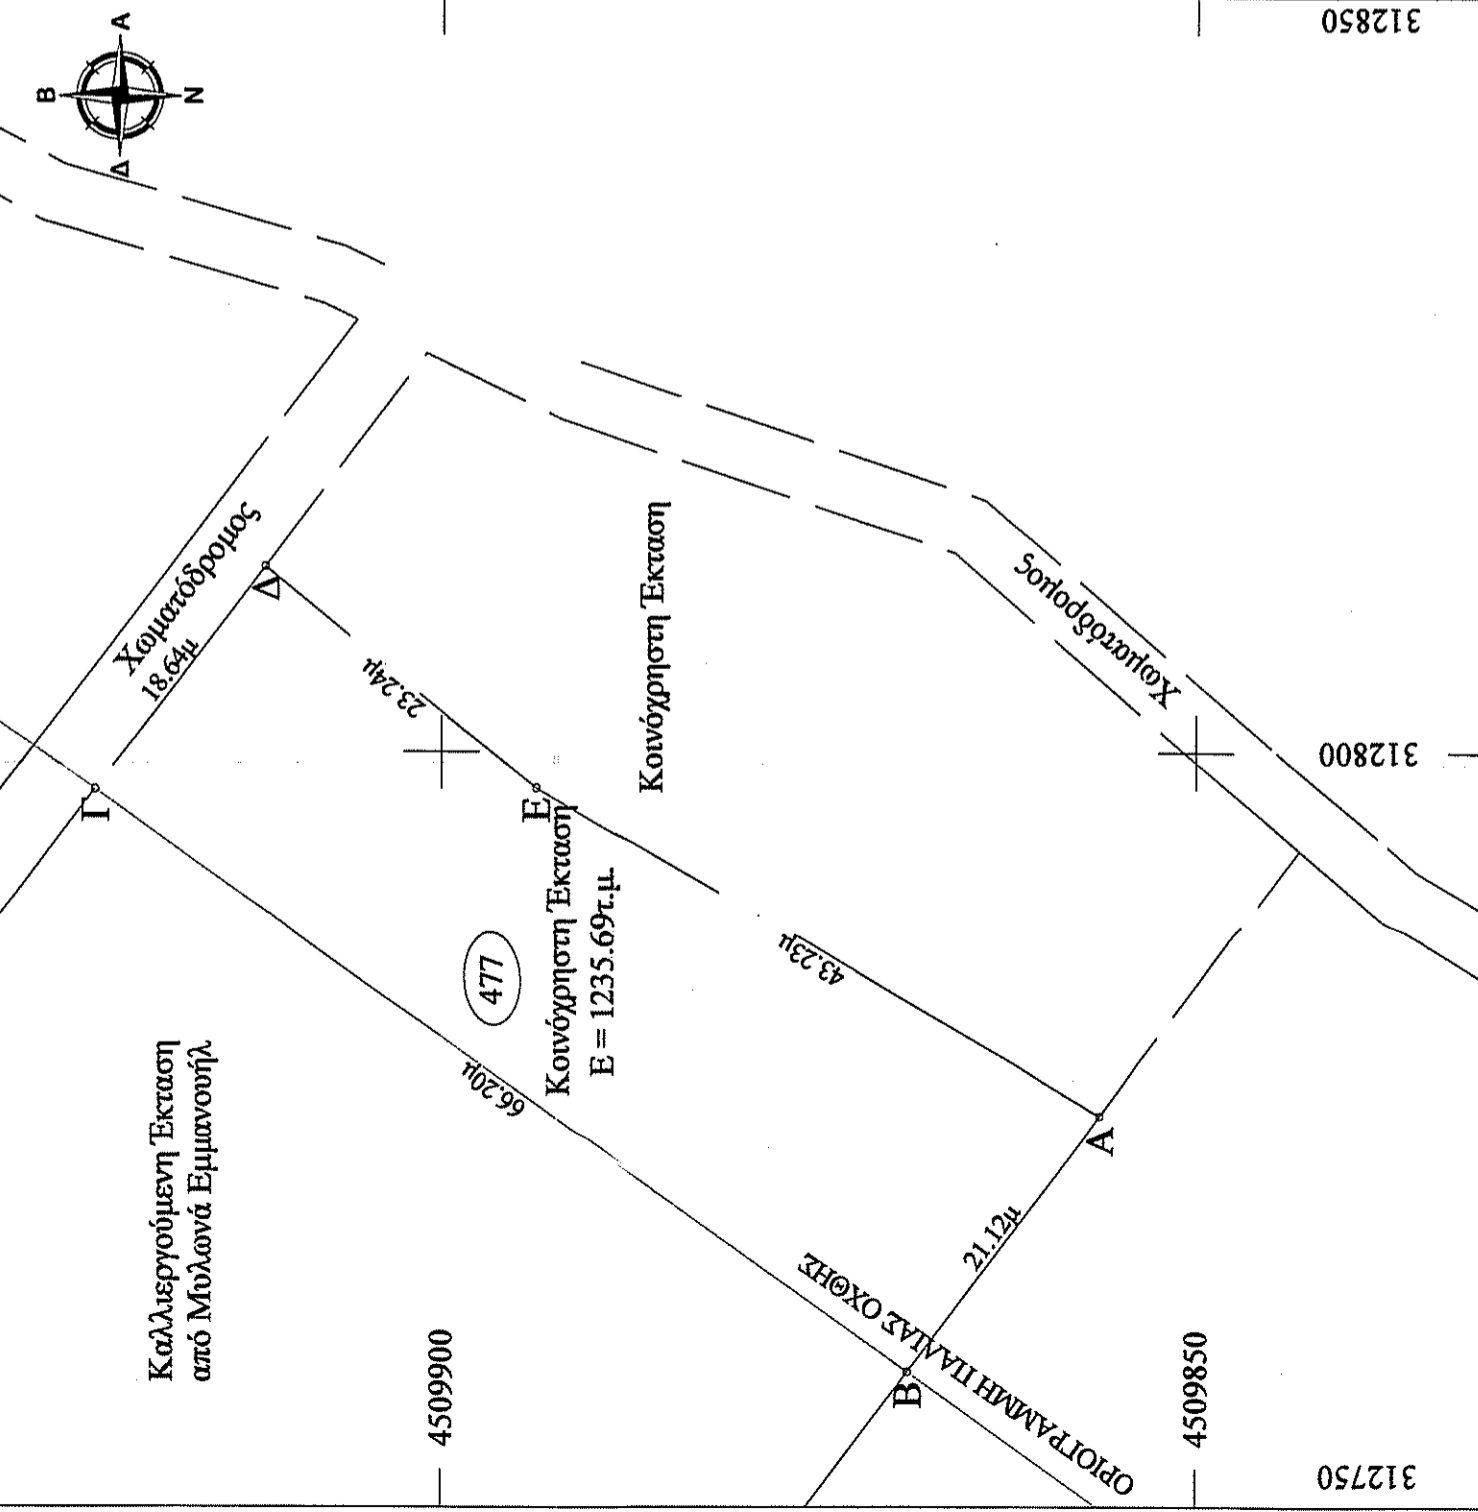 Β
Α
Δ
Ν
312850
Χωματόδρομος
18.64μ
Γ
Δ
23.24μ
Ε
Κοινόχρηστη Έκταση
477
Κοινόχρηστη Έκταση
Ε = 1235.69τ.μ.
43.23μ
66.20μ
Χωματόδρομος
312800
Καλλιεργούμενη Έκταση
από Μυλωνά Εμμανουήλ
Α
21.12μ
Β
ΟΡΙΟΓΡΑΜΜΗ ΠΑΛΙΑΣ ΟΧΘΗΣ
4509900
4509850
312750